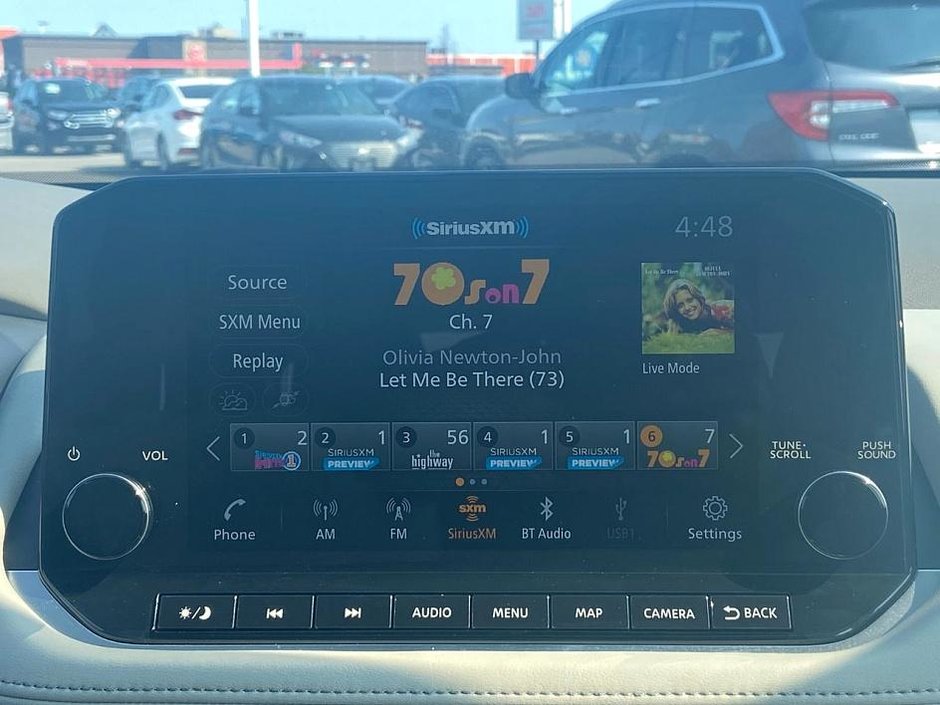 SiriusXM
4:48
Source
70s on 7
SXM Menu
Ch. 7
Replay
Olivia Newton-John
Let Me Be There (73)
Live Mode
1 2
2 1
SIRIUSXM
PREVIEW
3 56
the
highway
4 1
SIRIUSXM
PREVIEW
5 1
SIRIUSXM
PREVIEW
6 7
70s on 7
VOL
TUNE·
SCROLL
PUSH
SOUND
Phone
AM
FM
sxm
SiriusXM
BT Audio
USB1
Settings
AUDIO
MENU
MAP
CAMERA
BACK